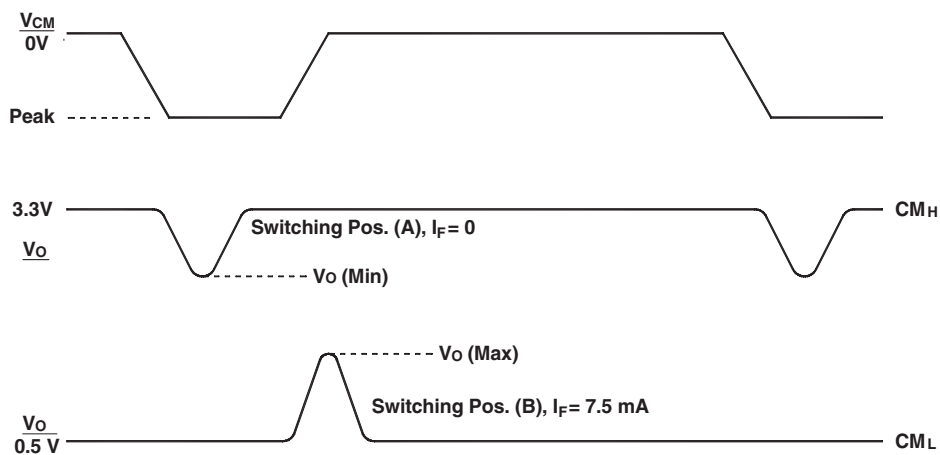 VCM
0V
Peak
3.3V
CMH
Switching Pos. (A), IF = 0
VO
VO (Min)
VO (Max)
Switching Pos. (B), IF = 7.5 mA
VO
0.5 V
CML